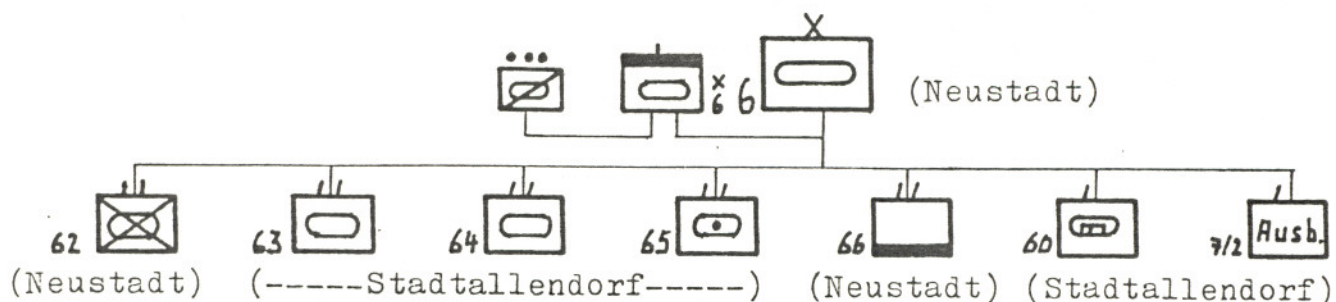 X
x
6 6 (Neustadt)
62 63 64 65 66 60 7/2 Ausb.
(Neustadt) (-----Stadtallendorf-----) (Neustadt) (Stadtallendorf)